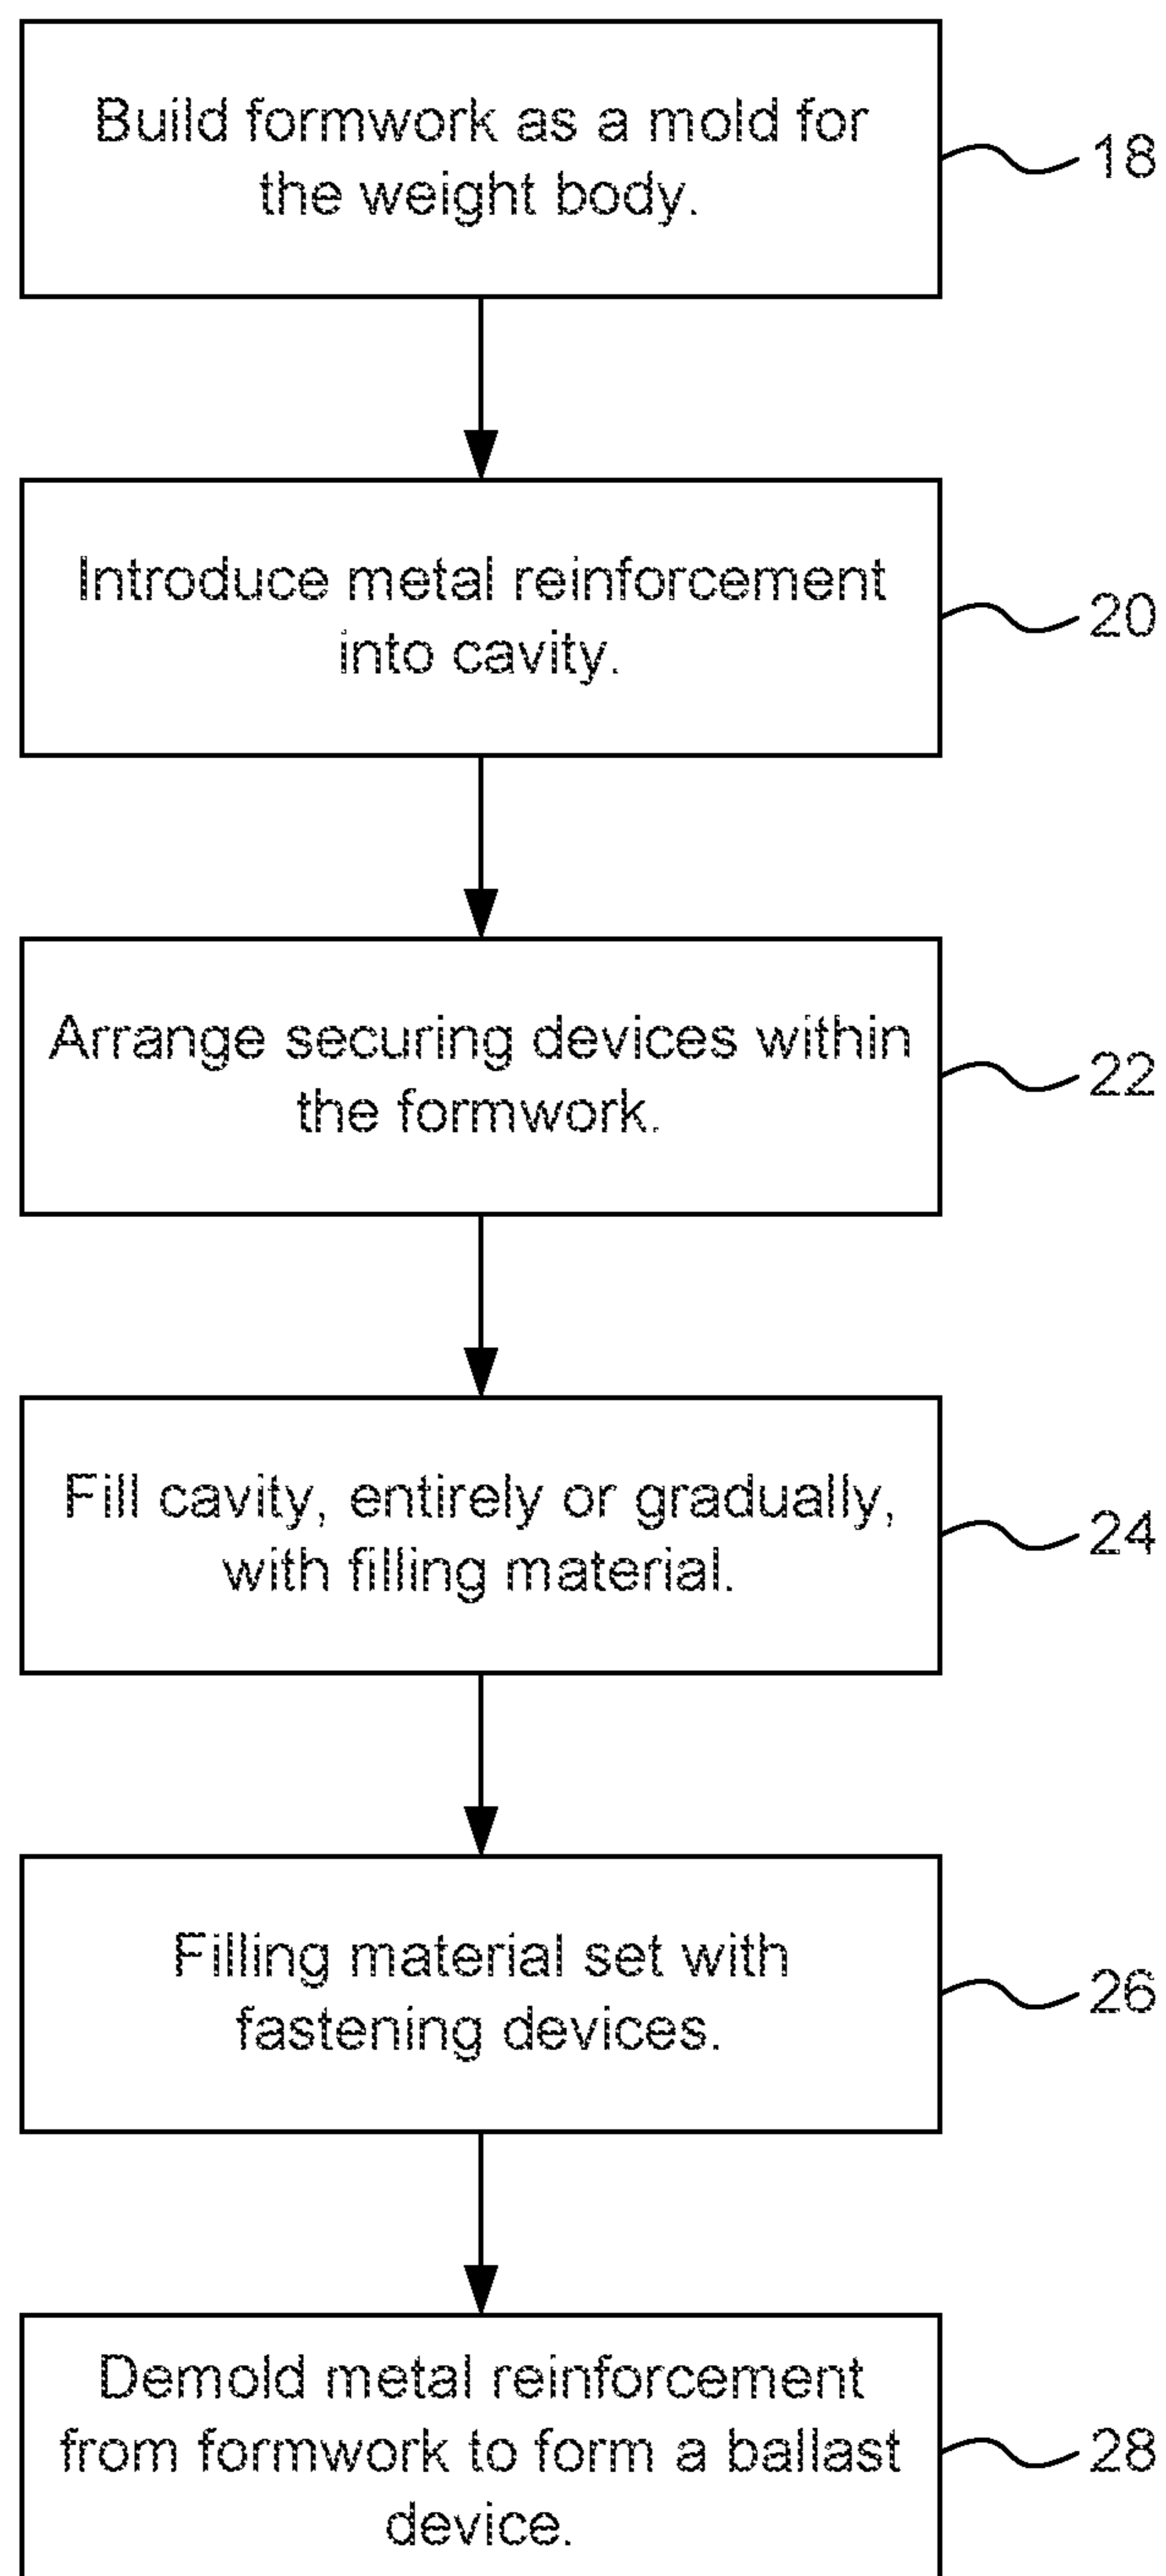 Build formwork as a mold for
the weight body.
18
Introduce metal reinforcement
into cavity.
20
Arrange securing devices within
the formwork.
22
Fill cavity, entirely or gradually,
with filling material.
24
Filling material set with
fastening devices.
26
Demold metal reinforcement
from formwork to form a ballast
device.
28